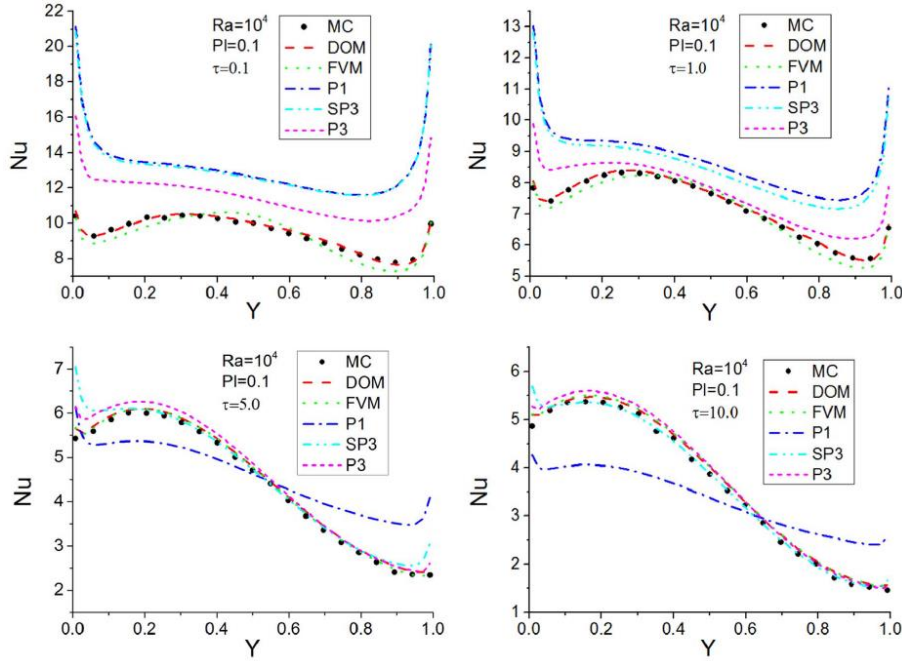 Ra=10⁴
Pl=0.1
τ=0.1
MC
DOM
FVM
P1
SP3
P3
22
20
18
16
14
12
10
8
6
Nu
0.0 0.2 0.4 0.6 0.8 1.0
Y
Ra=10⁴
Pl=0.1
τ=1.0
MC
DOM
FVM
P1
SP3
P3
13
12
11
10
9
8
7
6
5
Nu
0.0 0.2 0.4 0.6 0.8 1.0
Y
Ra=10⁴
Pl=0.1
τ=5.0
MC
DOM
FVM
P1
SP3
P3
7
6
5
4
3
2
Nu
0.0 0.2 0.4 0.6 0.8 1.0
Y
Ra=10⁴
Pl=0.1
τ=10.0
MC
DOM
FVM
P1
SP3
P3
6
5
4
3
2
1
Nu
0.0 0.2 0.4 0.6 0.8 1.0
Y